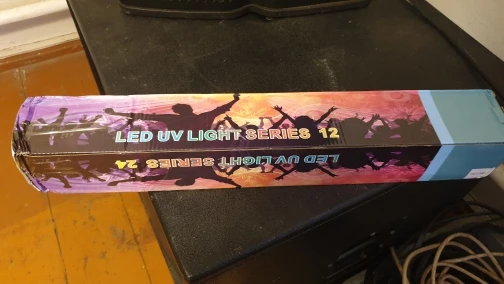 LED UV LIGHT SERIES 12
LED UV LIGHT SERIES 24